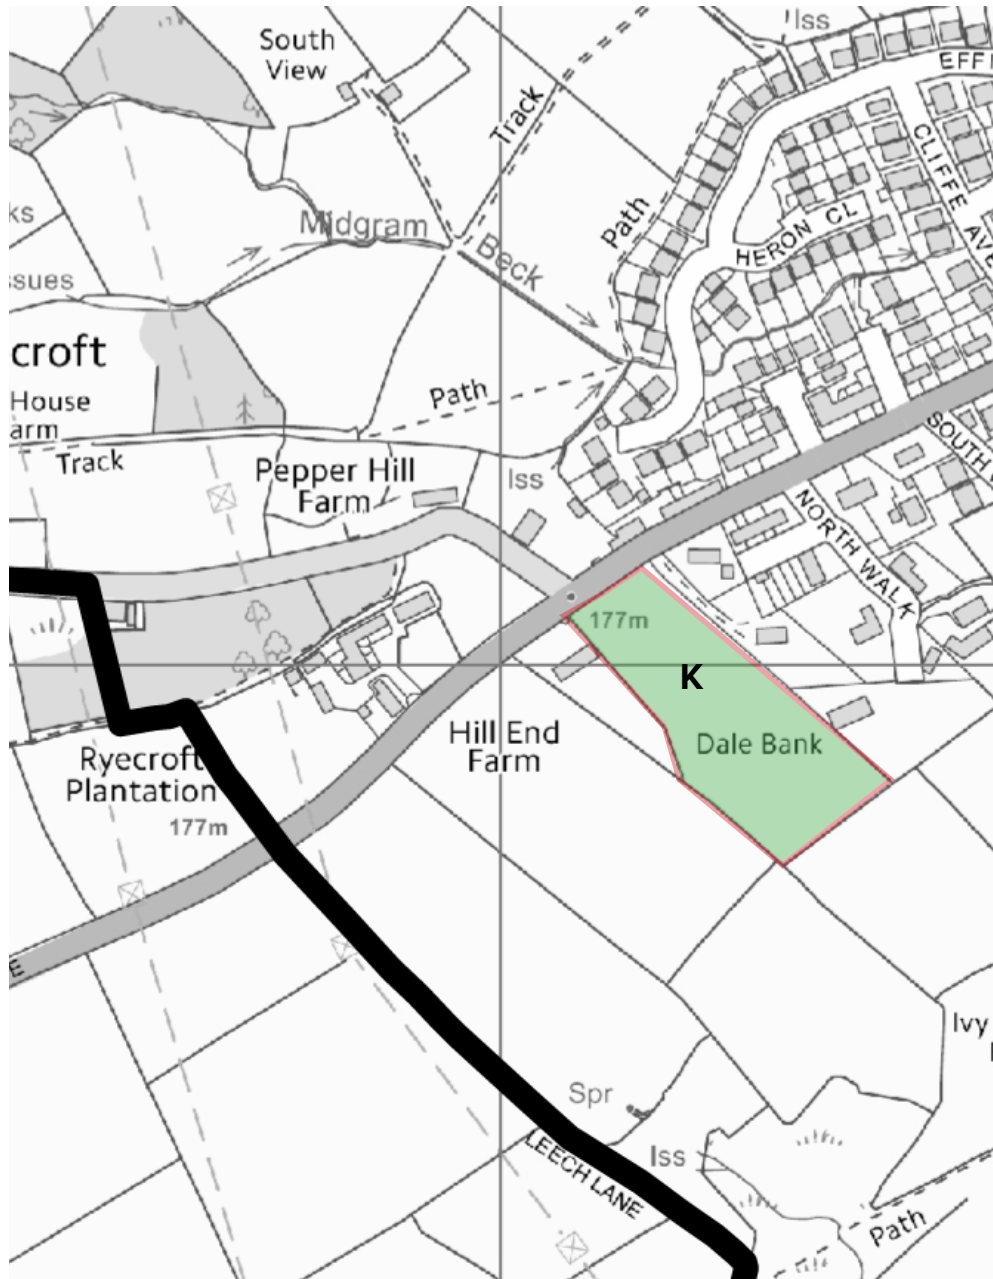 Iss
South
View
EFFI
Track
CLIFFE
AVE
ks
Path
HERON CL
Midgram
Beck
ssues
croft
House
arm
Path
SOUTH
Track
Pepper Hill
Farm
Iss
NORTH WALK
177m
K
Hill End
Farm
Dale Bank
Ryecroft
Plantation
177m
E
Ivy
Spr
LEECH LANE
Iss
Path